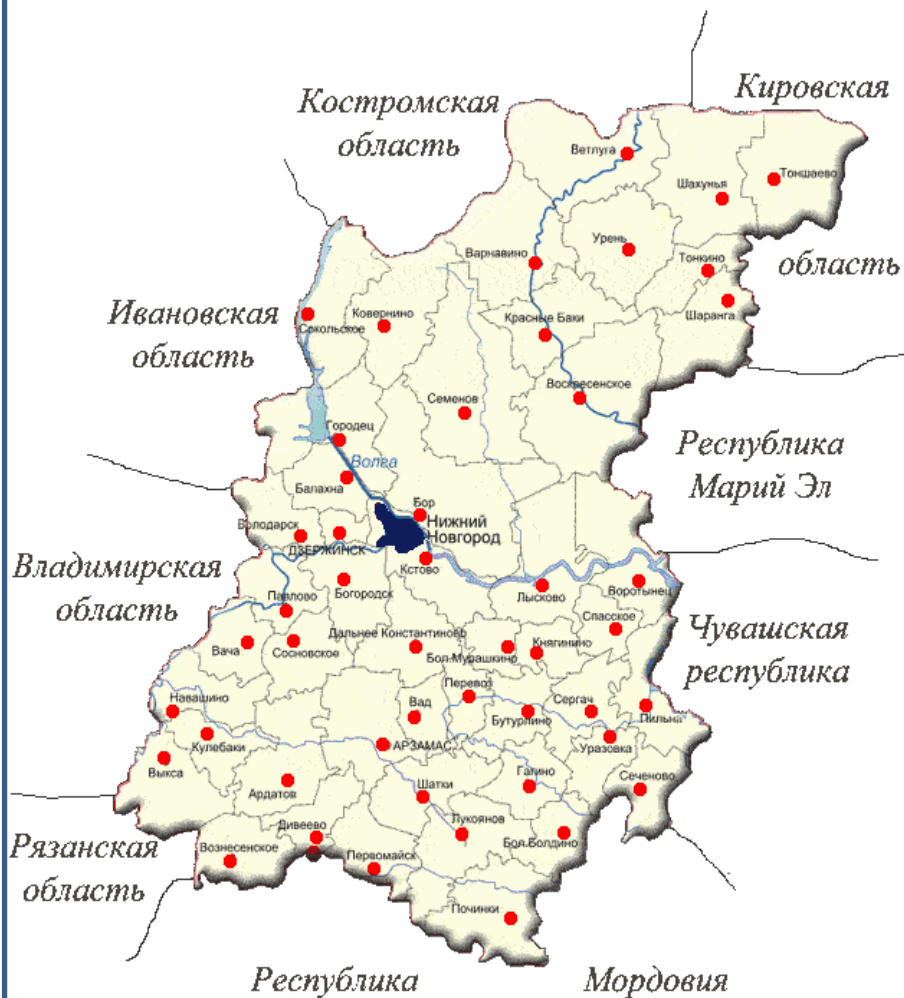 Костромская
область
Кировская
область
Ветлуга
Шахунья
Тоншаево
Урень
Варнавино
Тонкино
Шаранга
Ивановская
область
Сокольское
Ковернино
Красные Баки
Воскресенское
Семенов
Городец
Волга
Балахна
Республика
Марий Эл
Бор
Нижний
Новгород
Володарск
ДЗЕРЖИНСК
Кстово
Владимирская
область
Богородск
Павлово
Лысково
Воротынец
Спасское
Чувашская
республика
Вача
Сосновское
Дальнее Константиново
Бол.Мурашкино
Княгинино
Перевоз
Сергач
Навашино
Вад
Бутурлино
Пильна
Кулебаки
АРЗАМАС
Уразовка
Выкса
Гагино
Сеченово
Ардатов
Шатки
Лукоянов
Дивеево
Бол.Болдино
Рязанская
область
Вознесенское
Первомайск
Починки
Республика
Мордовия